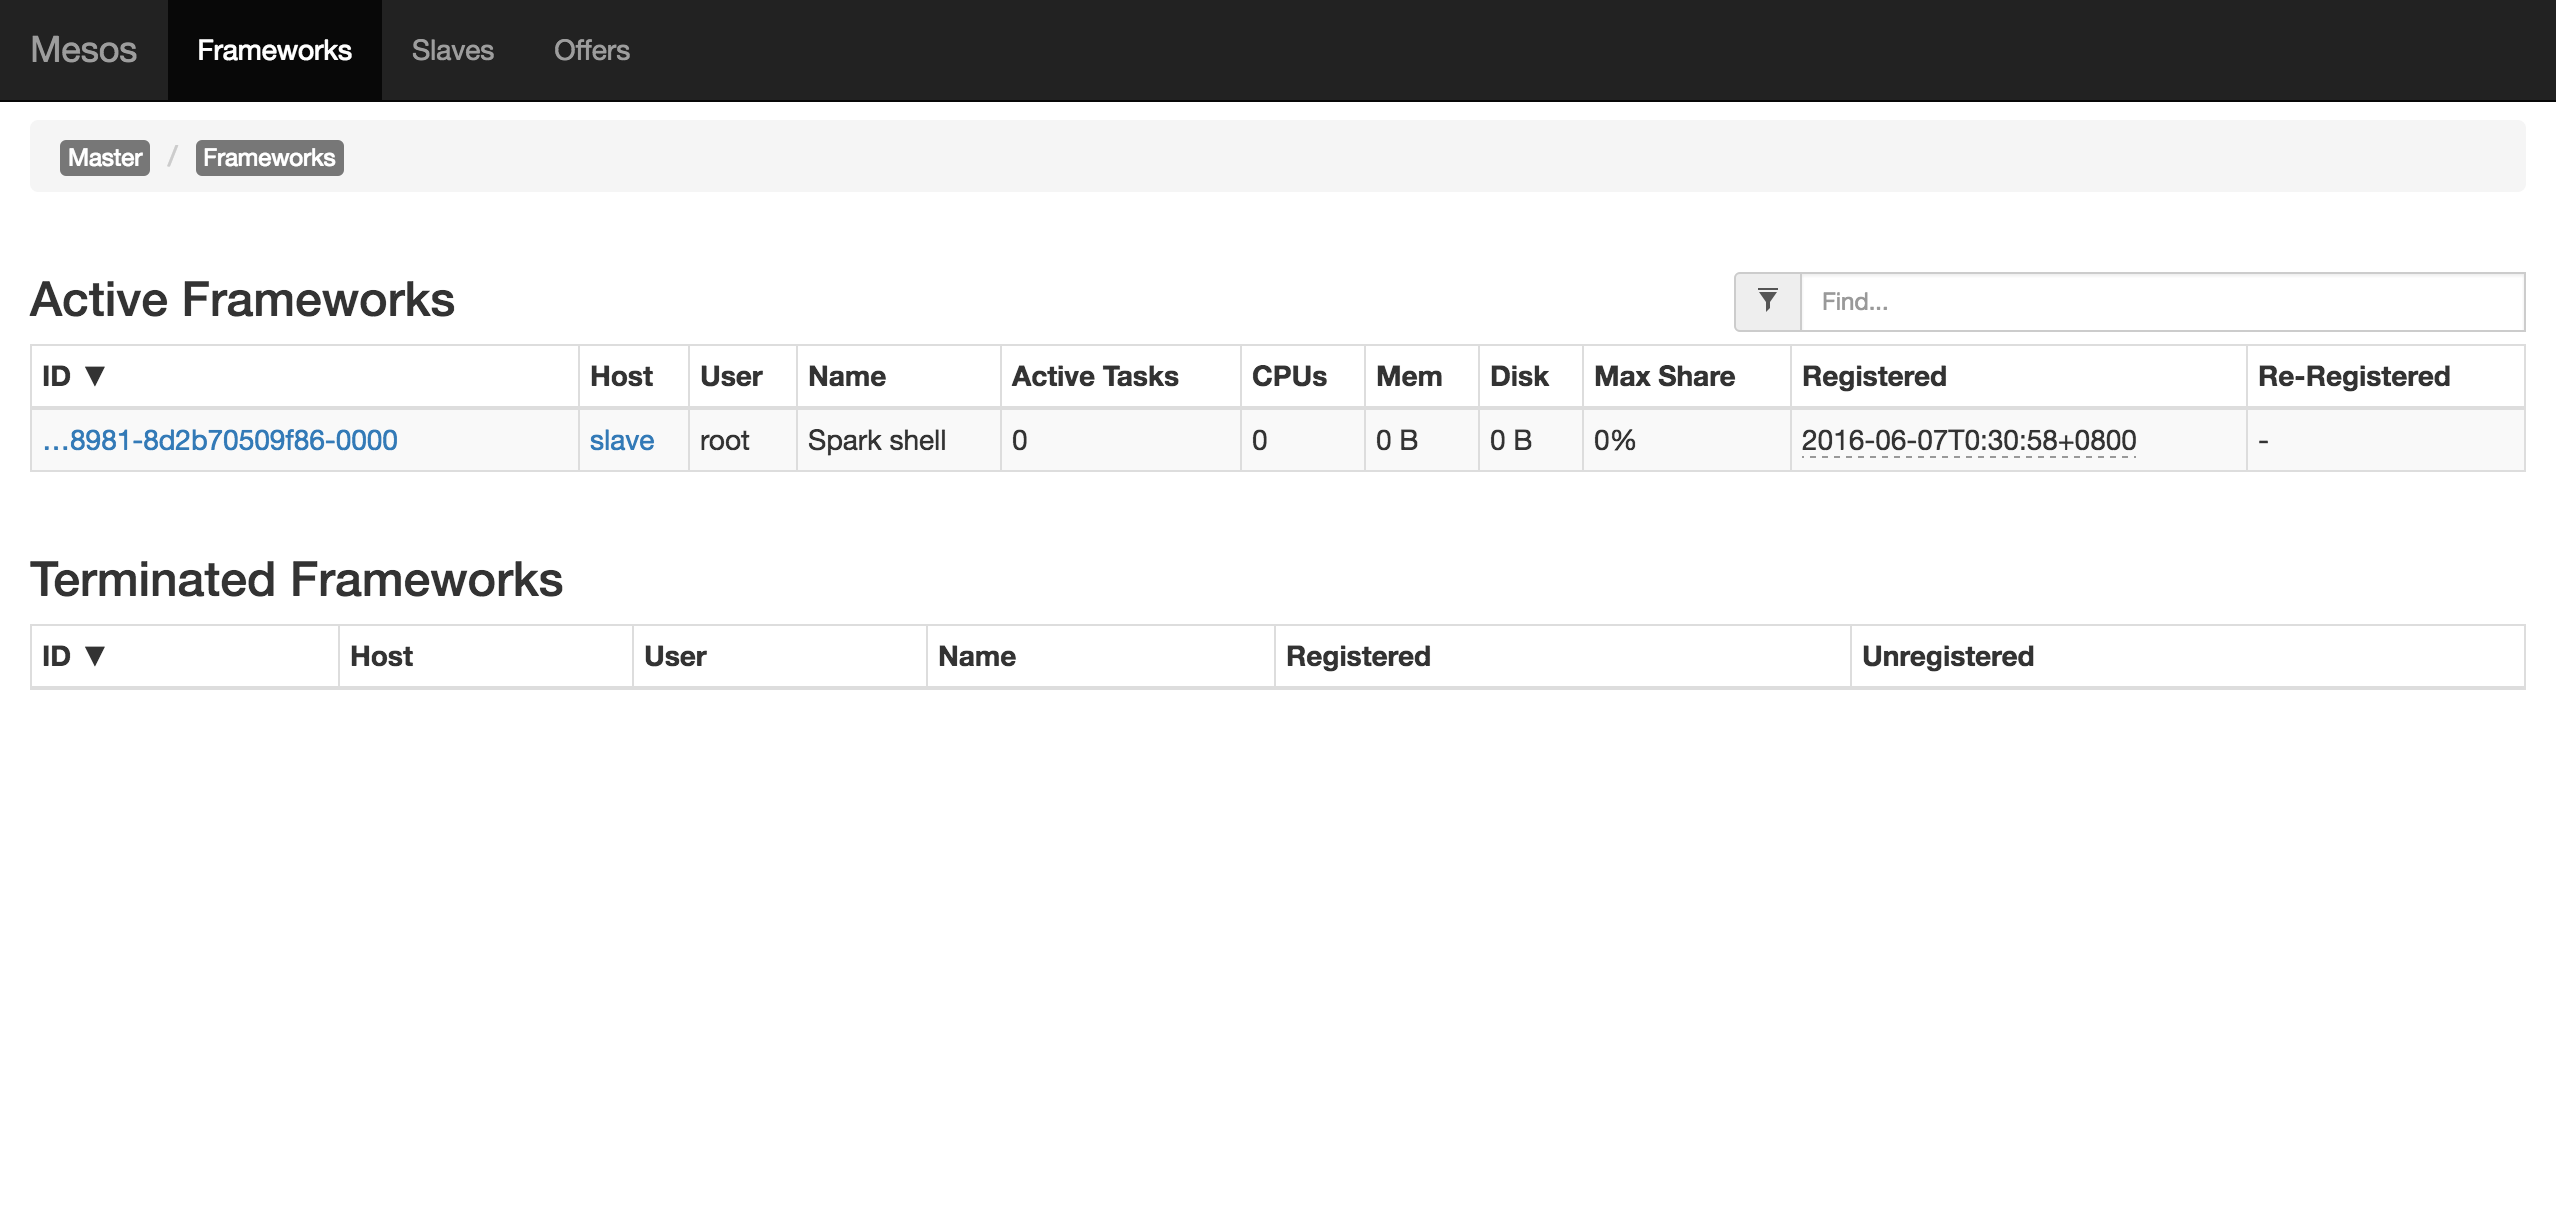 Mesos Frameworks Slaves Offers
Master / Frameworks
Active Frameworks
Find...
ID ▼ Host User Name Active Tasks CPUs Mem Disk Max Share Registered Re-Registered
…8981-8d2b70509f86-0000 slave root Spark shell 0 0 0 B 0 B 0% 2016-06-07T0:30:58+0800 -
Terminated Frameworks
ID ▼ Host User Name Registered Unregistered